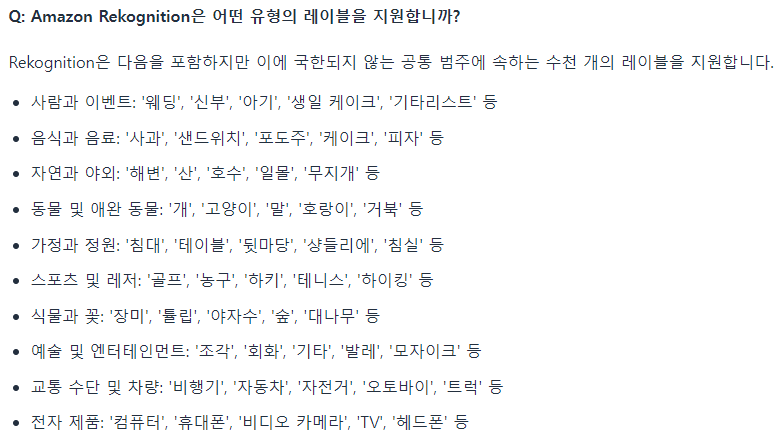 Q: Amazon Rekognition은 어떤 유형의 레이블을 지원합니까?
Rekognition은 다음을 포함하지만 이에 국한되지 않는 공통 범주에 속하는 수천 개의 레이블을 지원합니다.
• 사람과 이벤트: '웨딩', '신부', '아기', '생일 케이크', '기타리스트' 등
• 음식과 음료: '사과', '샌드위치', '포도주', '케이크', '피자' 등
• 자연과 야외: '해변', '산', '호수', '일몰', '무지개' 등
• 동물 및 애완 동물: '개', '고양이', '말', '호랑이', '거북' 등
• 가정과 정원: '침대', '테이블', '뒷마당', '샹들리에', '침실' 등
• 스포츠 및 레저: '골프', '농구', '하키', '테니스', '하이킹' 등
• 식물과 꽃: '장미', '튤립', '야자수', '숲', '대나무' 등
• 예술 및 엔터테인먼트: '조각', '회화', '기타', '발레', '모자이크' 등
• 교통 수단 및 차량: '비행기', '자동차', '자전거', '오토바이', '트럭' 등
• 전자 제품: '컴퓨터', '휴대폰', '비디오 카메라', 'TV', '헤드폰' 등